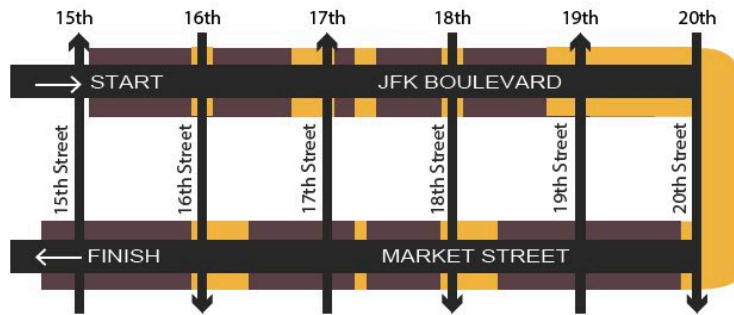 15th 16th 17th 18th 19th 20th
START JFK BOULEVARD
15th Street
16th Street
17th Street
18th Street
19th Street
20th Street
FINISH MARKET STREET